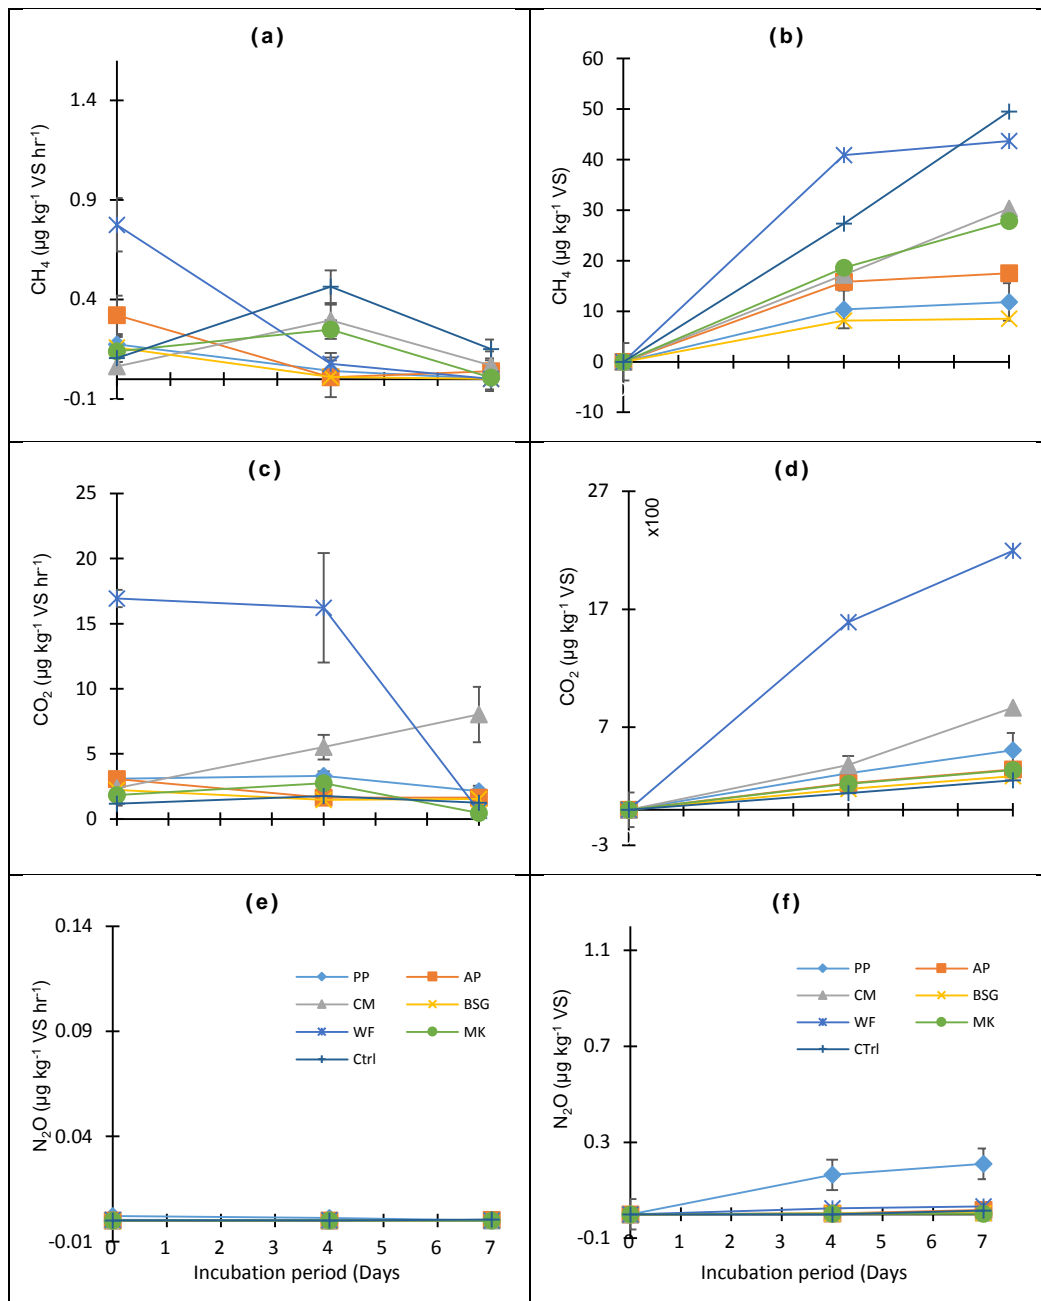 (a)
CH₄ (µg kg⁻¹ VS hr⁻¹)
1.4
0.9
0.4
-0.1
(b)
CH₄ (µg kg⁻¹ VS)
60
50
40
30
20
10
0
-10
(c)
CO₂ (µg kg⁻¹ VS hr⁻¹)
25
20
15
10
5
0
(d)
CO₂ (µg kg⁻¹ VS)
x100
27
17
7
-3
(e)
N₂O (µg kg⁻¹ VS hr⁻¹)
0.14
0.09
0.04
-0.01
PP AP
CM BSG
WF MK
Ctrl
0 1 2 3 4 5 6 7
Incubation period (Days
(f)
N₂O (µg kg⁻¹ VS)
1.1
0.7
0.3
-0.1
PP AP
CM BSG
WF MK
CTrl
0 1 2 3 4 5 6 7
Incubation period (Days